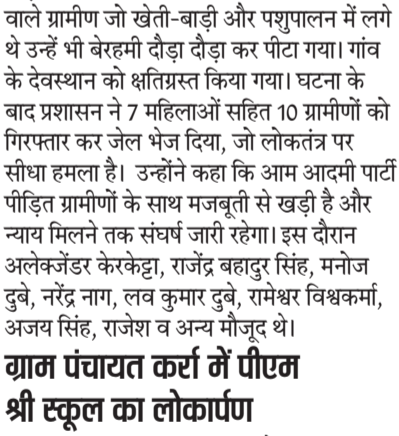 वाले ग्रामीण जो खेती-बाड़ी और पशुपालन में लगे
थे उन्हें भी बेरहमी दौड़ा दौड़ा कर पीटा गया। गांव
के देवस्थान को क्षतिग्रस्त किया गया। घटना के
बाद प्रशासन ने 7 महिलाओं सहित 10 ग्रामीणों को
गिरफ्तार कर जेल भेज दिया, जो लोकतंत्र पर
सीधा हमला है। उन्होंने कहा कि आम आदमी पार्टी
पीड़ित ग्रामीणों के साथ मजबूती से खड़ी है और
न्याय मिलने तक संघर्ष जारी रहेगा। इस दौरान
अलेक्जेंडर केरकेट्टा, राजेंद्र बहादुर सिंह, मनोज
दुबे, नरेंद्र नाग, लव कुमार दुबे, रामेश्वर विश्वकर्मा,
अजय सिंह, राजेश व अन्य मौजूद थे।
ग्राम पंचायत कर्रा में पीएम
श्री स्कूल का लोकार्पण